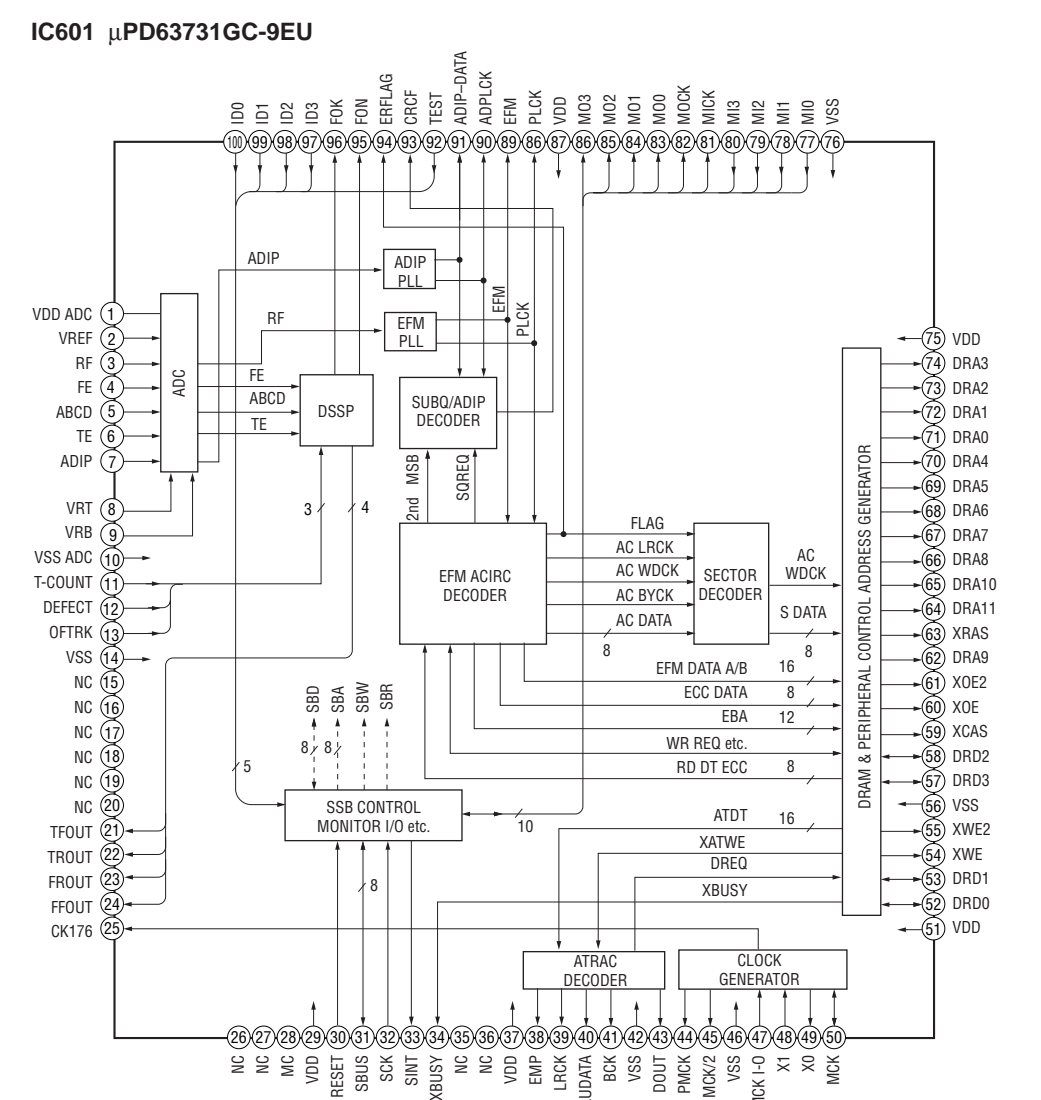 IC601 µPD63731GC-9EU
ID0
ID1
ID2
ID3
FOK
FON
ERFLAG
CRCF
TEST
ADIP–DATA
ADPLCK
EFM
PLCK
VDD
MO3
MO2
MO1
MO0
MOCK
MICK
MI3
MI2
MI1
MI0
VSS
100 99 98 97 96 95 94 93 92 91 90 89 86 87 86 85 84 83 82 81 80 79 78 77 76
VDD ADC 1
VREF 2
RF 3
FE 4
ABCD 5
TE 6
ADIP 7
VRT 8
VRB 9
VSS ADC 10
T-COUNT 11
DEFECT 12
OFTRK 13
VSS 14
NC 15
NC 16
NC 17
NC 18
NC 19
NC 20
TFOUT 21
TROUT 22
FROUT 23
FFOUT 24
CK176 25
ADC
ADIP
RF
FE
ABCD
TE
ADIP
PLL
EFM
PLL
EFM
PLCK
DSSP
SUBQ/ADIP
DECODER
3
4
2nd MSB
SQREQ
EFM ACIRC
DECODER
FLAG
AC LRCK
AC WDCK
AC BYCK
AC DATA
8
SECTOR
DECODER
AC
WDCK
S DATA
8
EFM DATA A/B 16
ECC DATA 8
EBA 12
WR REQ etc.
RD DT ECC 8
SBD
SBA
SBW
SBR
8
8
5
SSB CONTROL
MONITOR I/O etc.
10
8
ATDT 16
XATWE
DREQ
XBUSY
ATRAC
DECODER
CLOCK
GENERATOR
DRAM & PERIPHERAL CONTROL ADDRESS GENERATOR
75 VDD
74 DRA3
73 DRA2
72 DRA1
71 DRA0
70 DRA4
69 DRA5
68 DRA6
67 DRA7
66 DRA8
65 DRA10
64 DRA11
63 XRAS
62 DRA9
61 XOE2
60 XOE
59 XCAS
58 DRD2
57 DRD3
56 VSS
55 XWE2
54 XWE
53 DRD1
52 DRD0
51 VDD
26 27 28 29 30 31 32 33 34 35 36 37 38 39 40 41 42 43 44 45 46 47 48 49 50
NC
NC
MC
VDD
RESET
SBUS
SCK
SINT
XBUSY
NC
NC
VDD
EMP
LRCK
UDATA
BCK
VSS
DOUT
PMCK
MCK/2
VSS
MCK I-O
X1
X0
MCK